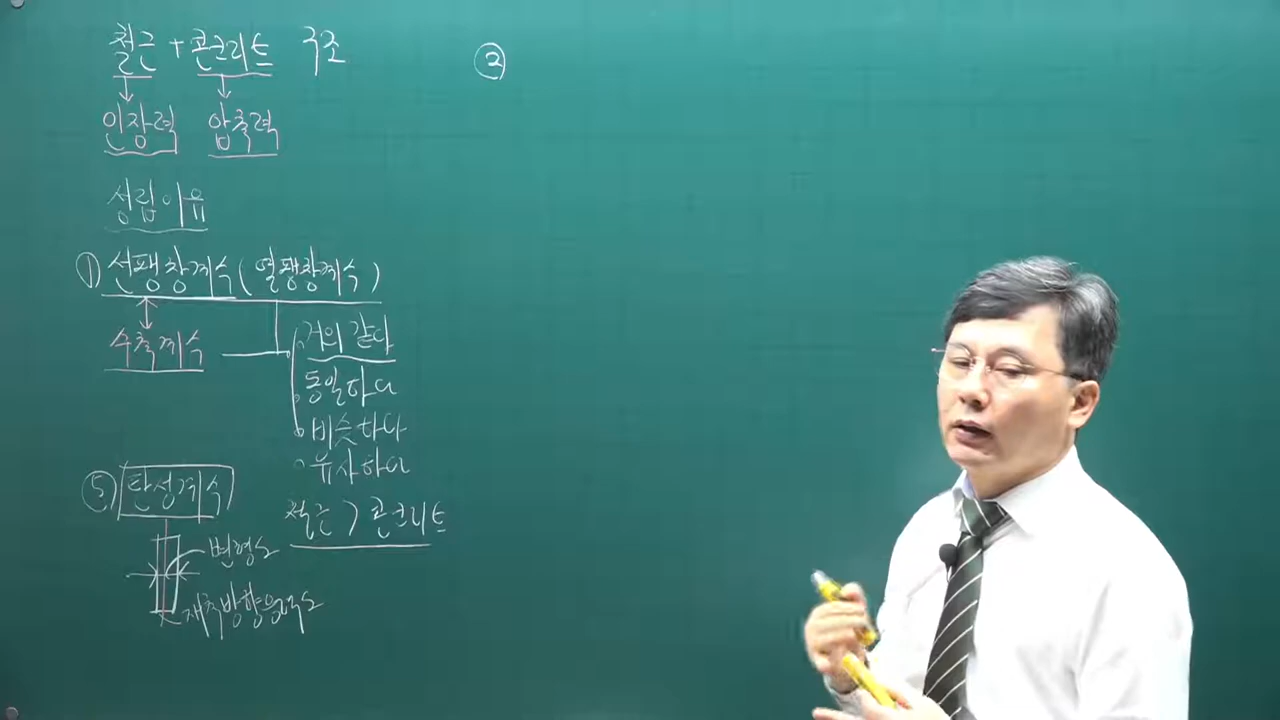 철근 + 콘크리트 구조
인장력 압축력
성립이유
① 선팽창계수(열팽창계수)
수축계수
거의 같다
동일하다
비슷하다
유사하다
⑤ 탄성계수
철근 > 콘크리트
변형도
재축방향응력도
②